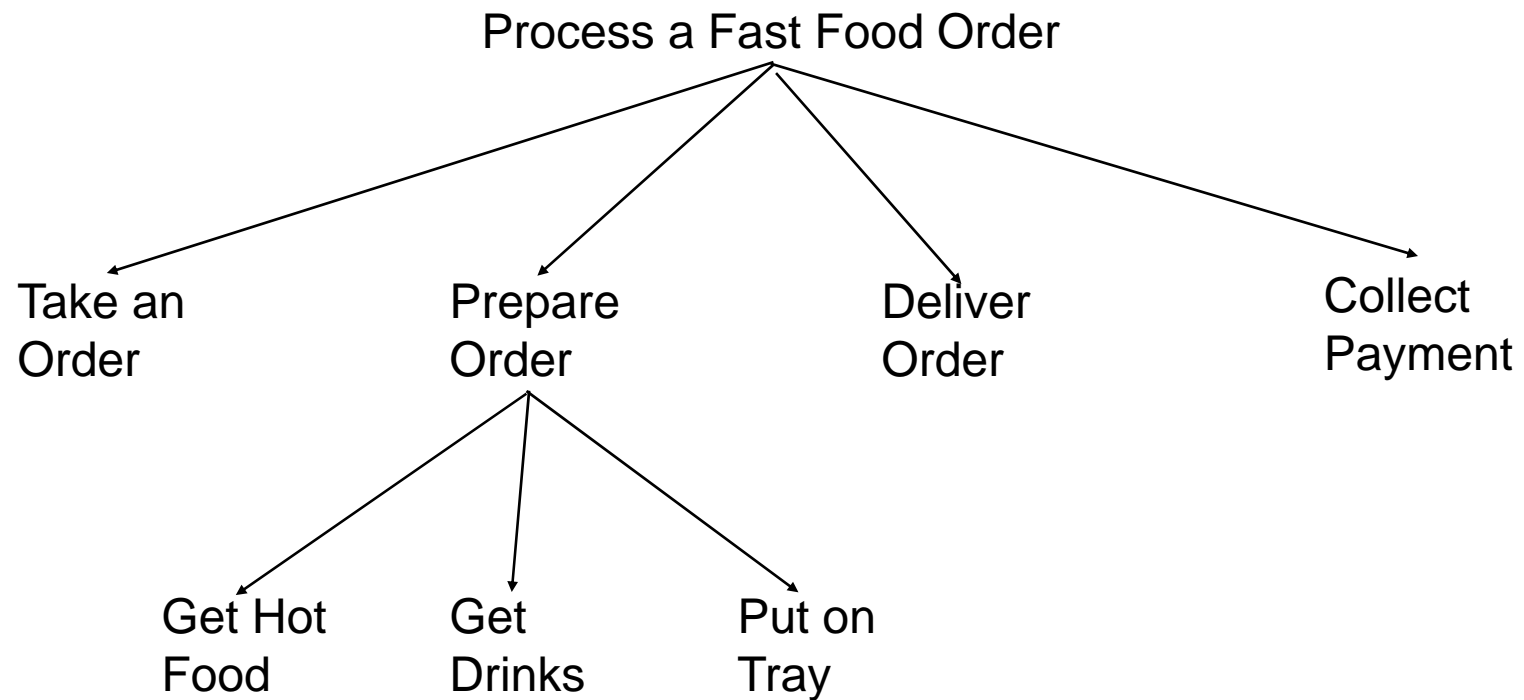 Process a Fast Food Order
Take an
Order
Prepare
Order
Deliver
Order
Collect
Payment
Get Hot
Food
Get
Drinks
Put on
Tray